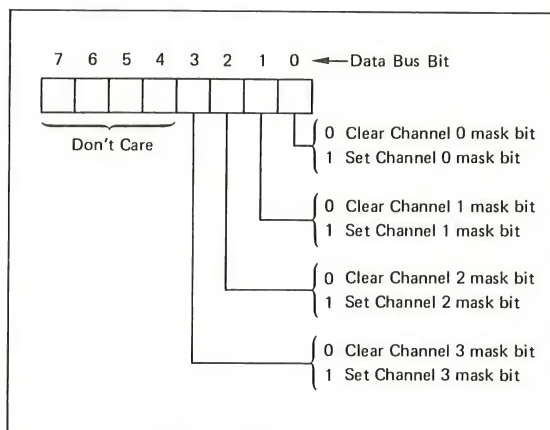 7 6 5 4 3 2 1 0 Data Bus Bit
Don't Care
0 Clear Channel 0 mask bit
1 Set Channel 0 mask bit
0 Clear Channel 1 mask bit
1 Set Channel 1 mask bit
0 Clear Channel 2 mask bit
1 Set Channel 2 mask bit
0 Clear Channel 3 mask bit
1 Set Channel 3 mask bit